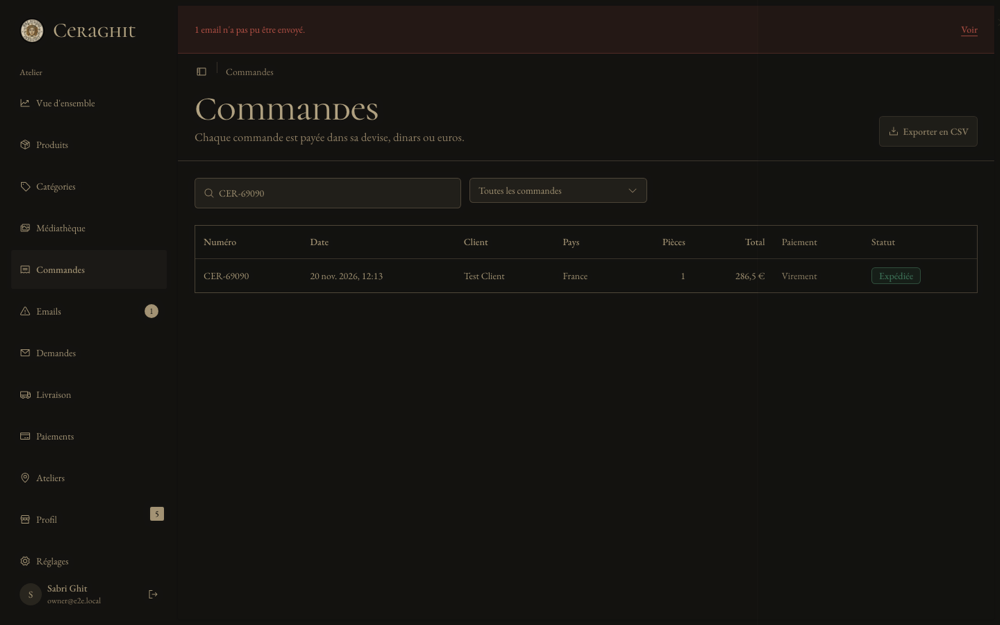 Ceraghit
1 email n'a pas pu être envoyé.
Voir
Atelier
Vue d'ensemble
Produits
Catégories
Médiathèque
Commandes
Emails
1
Demandes
Livraison
Paiements
Ateliers
Profil
5
Réglages
S
Sabri Ghit
owner@e2e.local
Commandes
Commandes
Chaque commande est payée dans sa devise, dinars ou euros.
Exporter en CSV
CER-69090
Toutes les commandes
Numéro Date Client Pays Pièces Total Paiement Statut
CER-69090 20 nov. 2026, 12:13 Test Client France 1 286,5 € Virement Expédiée